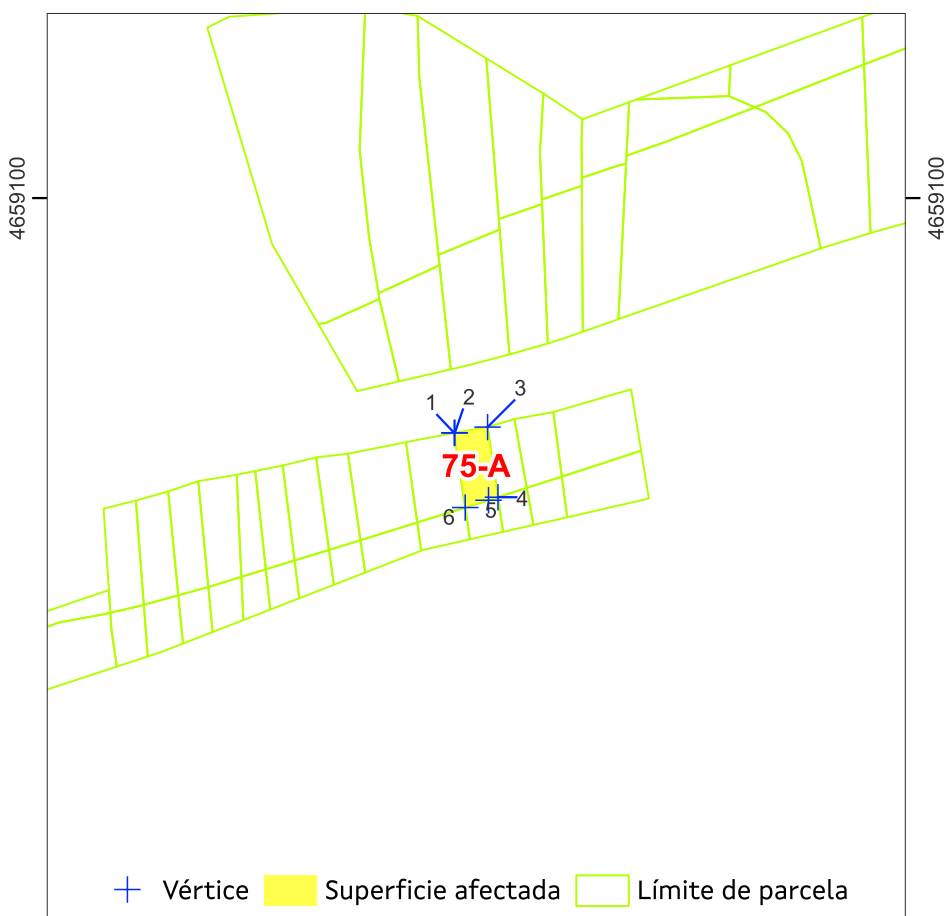 4659100
4659100
1
2
3
75-A
4
5
6
Vértice
Superficie afectada
Límite de parcela